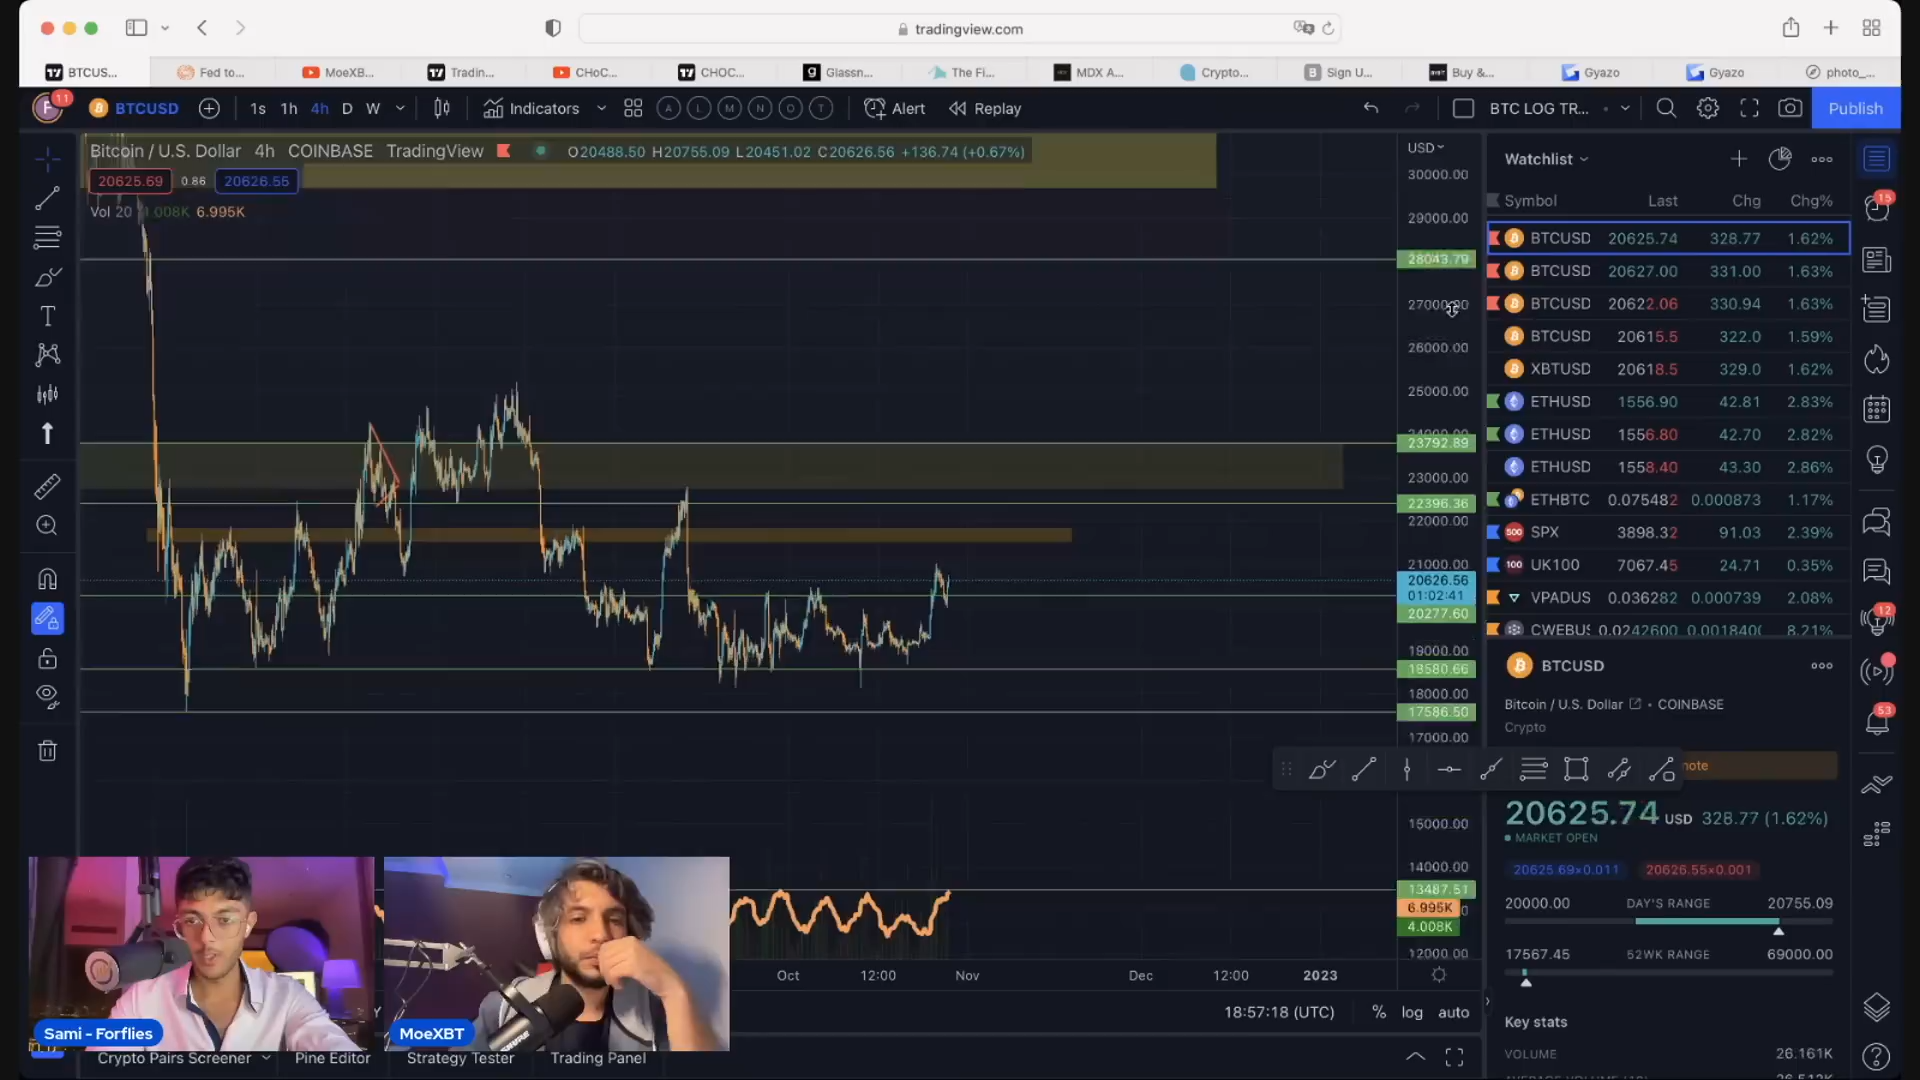 tradingview.com
BTCUS...
Fed to...
MoeXB...
Tradin...
CHoC...
CHOC...
Glassn...
The Fi...
MDX A...
Crypto...
Sign U...
Buy &...
Gyazo
Gyazo
photo_...
11
BTCUSD
1s 1h 4h D W
Indicators
A L M N O T
Alert
Replay
BTC LOG TR...
Publish
Bitcoin / U.S. Dollar 4h COINBASE TradingView
O20488.50 H20755.09 L20451.02 C20626.56 +136.74 (+0.67%)
20625.69 0.86 20626.55
Vol 20 6.995K
USD
30000.00
29000.00
28043.79
27000.00
26000.00
25000.00
23792.89
23000.00
22396.36
22000.00
21000.00
20626.56
01:02:41
20277.60
19000.00
18580.66
18000.00
17586.50
17000.00
15000.00
14000.00
13487.51
6.995K
4.008K
12000.00
Oct 12:00 Nov Dec 12:00 2023
18:57:18 (UTC) % log auto
Sami - Forflies
MoeXBT
Crypto Pairs Screener Pine Editor Strategy Tester Trading Panel
Watchlist
Symbol Last Chg Chg%
BTCUSD 20625.74 328.77 1.62%
BTCUSD 20627.00 331.00 1.63%
BTCUSD 20622.06 330.94 1.63%
BTCUSD 20615.5 322.0 1.59%
XBTUSD 20618.5 329.0 1.62%
ETHUSD 1556.90 42.81 2.83%
ETHUSD 1556.80 42.70 2.82%
ETHUSD 1558.40 43.30 2.86%
ETHBTC 0.075482 0.000873 1.17%
500 SPX 3898.32 91.03 2.39%
100 UK100 7067.45 24.71 0.35%
VPADUS 0.036282 0.000739 2.08%
CWEBUS 0.0242600 0.001840( 8.21%
BTCUSD
Bitcoin / U.S. Dollar • COINBASE
Crypto
note
20625.74 USD 328.77 (1.62%)
MARKET OPEN
20625.69×0.011 20626.55×0.001
20000.00 DAY'S RANGE 20755.09
17567.45 52WK RANGE 69000.00
Key stats
VOLUME 26.161K
15
12
53